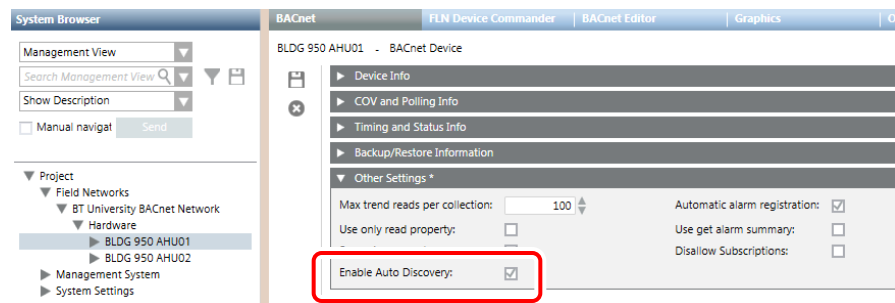 System Browser
Management View
Search Management View
Show Description
Manual navigat
Send
Project
Field Networks
BT University BACnet Network
Hardware
BLDG 950 AHU01
BLDG 950 AHU02
Management System
System Settings
BACnet
FLN Device Commander
BACnet Editor
Graphics
BLDG 950 AHU01 - BACnet Device
Device Info
COV and Polling Info
Timing and Status Info
Backup/Restore Information
Other Settings *
Max trend reads per collection: 100
Automatic alarm registration:
Use only read property:
Use get alarm summary:
Disallow Subscriptions:
Enable Auto Discovery: